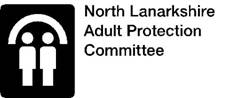 North Lanarkshire
Adult Protection
Committee